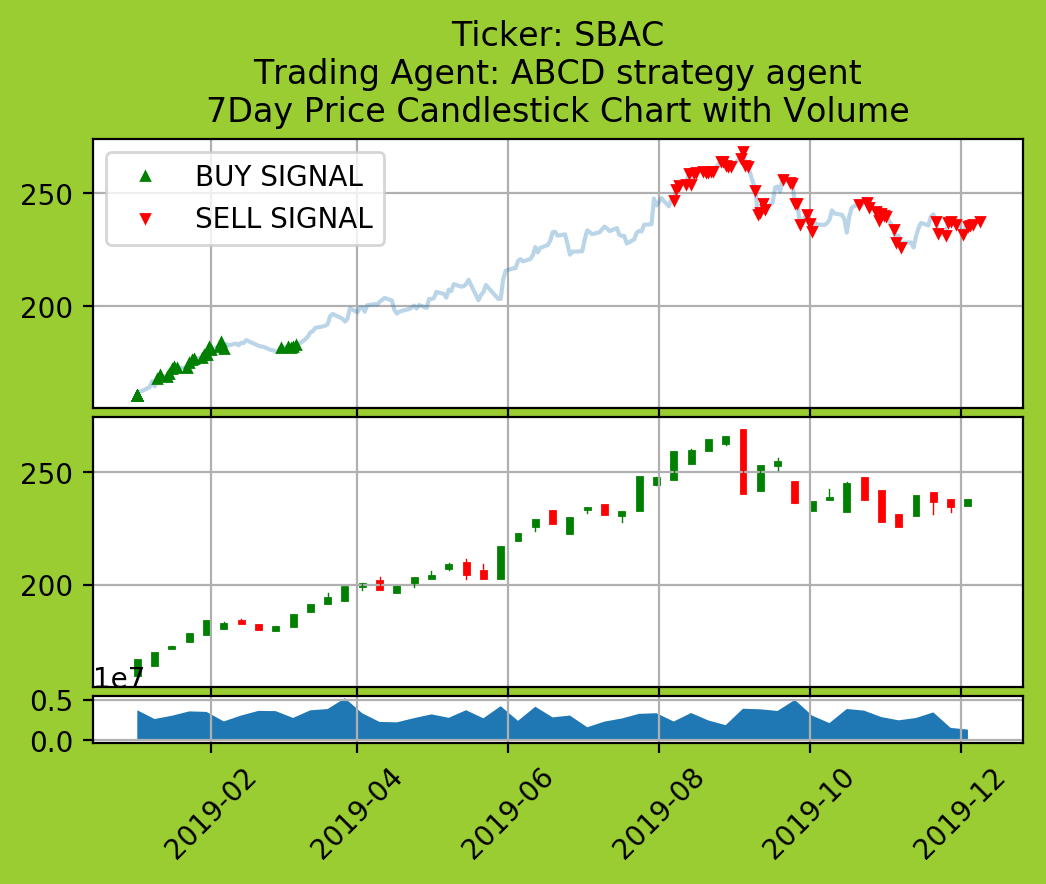 Ticker: SBAC
Trading Agent: ABCD strategy agent
7Day Price Candlestick Chart with Volume
BUY SIGNAL
SELL SIGNAL
250
200
250
200
1e7
0.5
0.0
2019-02
2019-04
2019-06
2019-08
2019-10
2019-12